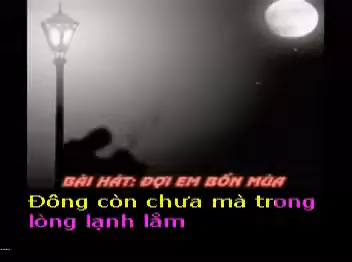 BÀI HÁT: ĐỢI EM BỐN MÙA
Đông còn chưa mà trong
lòng lạnh lắm